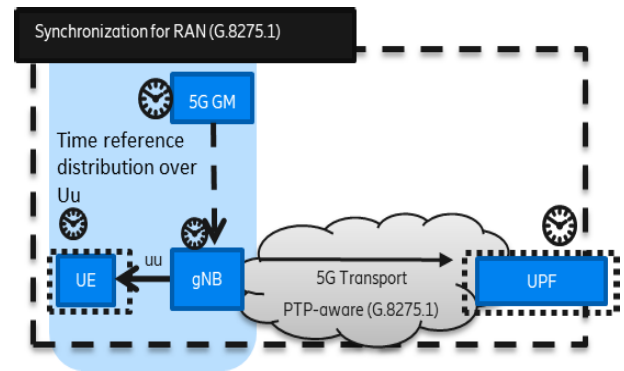 Synchronization for RAN (G.8275.1)
5G GM
Time reference
distribution over
Uu
uu
UE
gNB
5G Transport
PTP-aware (G.8275.1)
UPF